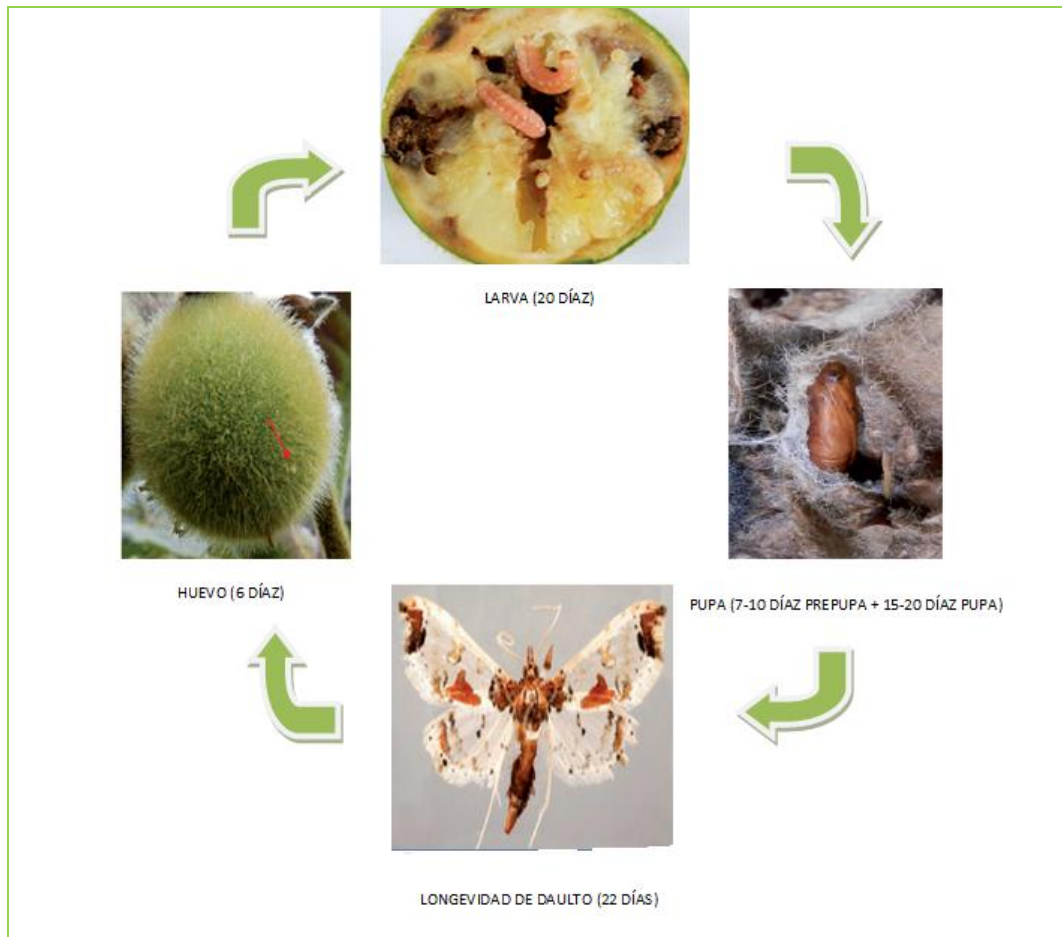 LARVA (20 DÍAZ)
HUEVO (6 DÍAZ)
PUPA (7-10 DÍAZ PREPUPA + 15-20 DÍAZ PUPA)
LONGEVIDAD DE DAULTO (22 DÍAS)